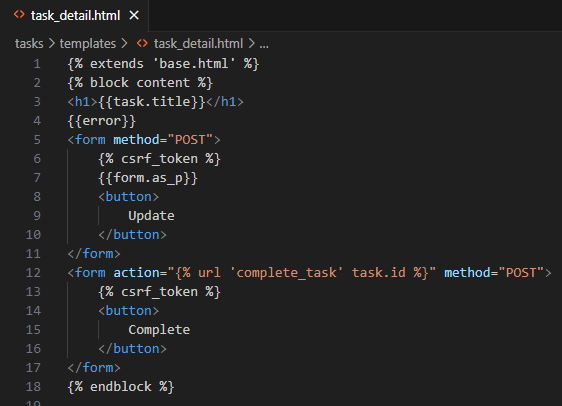 task_detail.html
tasks > templates > task_detail.html > ...
1 {% extends 'base.html' %}
2 {% block content %}
3 <h1>{{task.title}}</h1>
4 {{error}}
5 <form method="POST">
6 {% csrf_token %}
7 {{form.as_p}}
8 <button>
9 Update
10 </button>
11 </form>
12 <form action="{% url 'complete_task' task.id %}" method="POST">
13 {% csrf_token %}
14 <button>
15 Complete
16 </button>
17 </form>
18 {% endblock %}
19